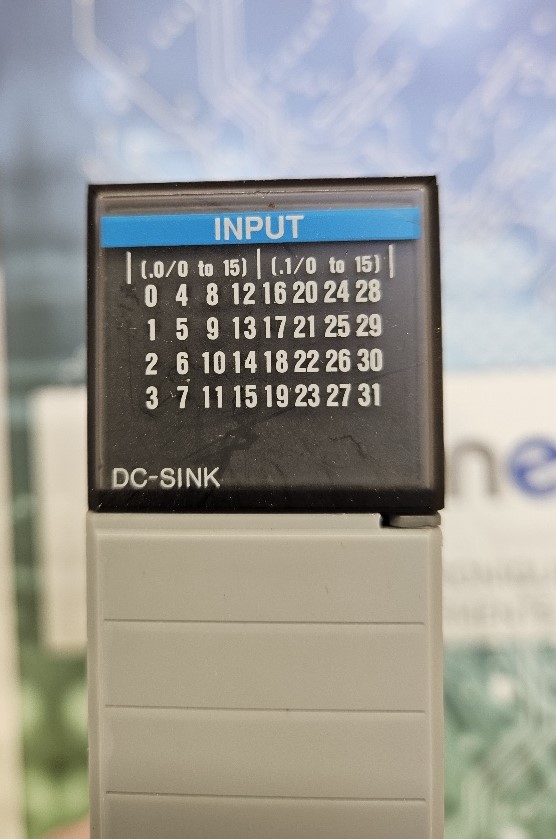 INPUT
(.0/0 to 15) (.1/0 to 15)
0 4 8 12 16 20 24 28
1 5 9 13 17 21 25 29
2 6 10 14 18 22 26 30
3 7 11 15 19 23 27 31
DC-SINK